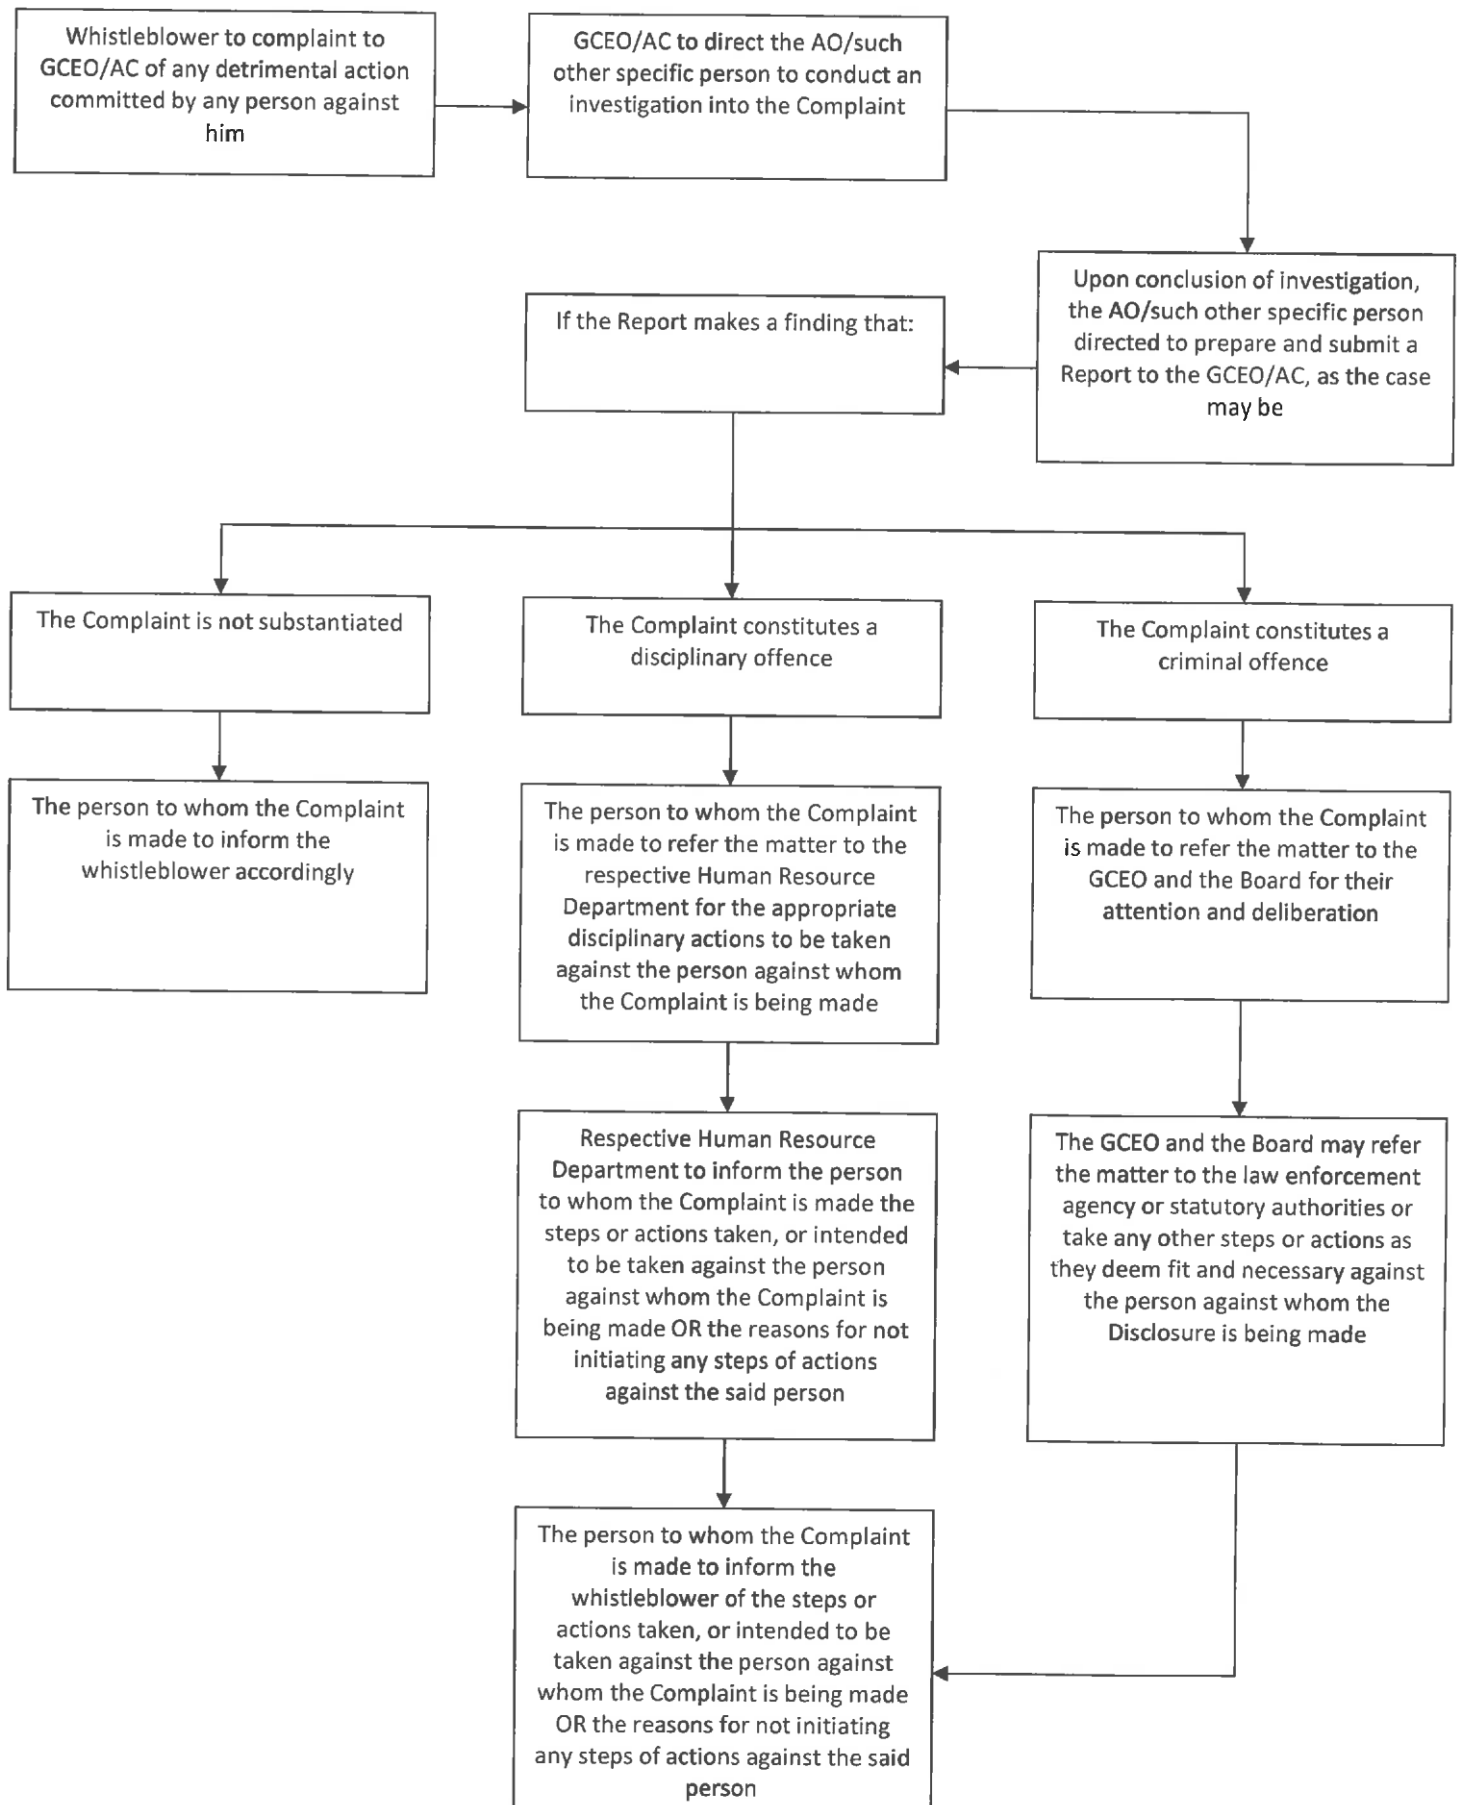 Whistleblower to complaint to
GCEO/AC of any detrimental action
committed by any person against
him
GCEO/AC to direct the AO/such
other specific person to conduct an
investigation into the Complaint
Upon conclusion of investigation,
the AO/such other specific person
directed to prepare and submit a
Report to the GCEO/AC, as the case
may be
If the Report makes a finding that:
The Complaint is not substantiated
The person to whom the Complaint
is made to inform the
whistleblower accordingly
The Complaint constitutes a
disciplinary offence
The person to whom the Complaint
is made to refer the matter to the
respective Human Resource
Department for the appropriate
disciplinary actions to be taken
against the person against whom
the Complaint is being made
Respective Human Resource
Department to inform the person
to whom the Complaint is made the
steps or actions taken, or intended
to be taken against the person
against whom the Complaint is
being made OR the reasons for not
initiating any steps of actions
against the said person
The Complaint constitutes a
criminal offence
The person to whom the Complaint
is made to refer the matter to the
GCEO and the Board for their
attention and deliberation
The GCEO and the Board may refer
the matter to the law enforcement
agency or statutory authorities or
take any other steps or actions as
they deem fit and necessary against
the person against whom the
Disclosure is being made
The person to whom the Complaint
is made to inform the
whistleblower of the steps or
actions taken, or intended to be
taken against the person against
whom the Complaint is being made
OR the reasons for not initiating
any steps of actions against the said
person